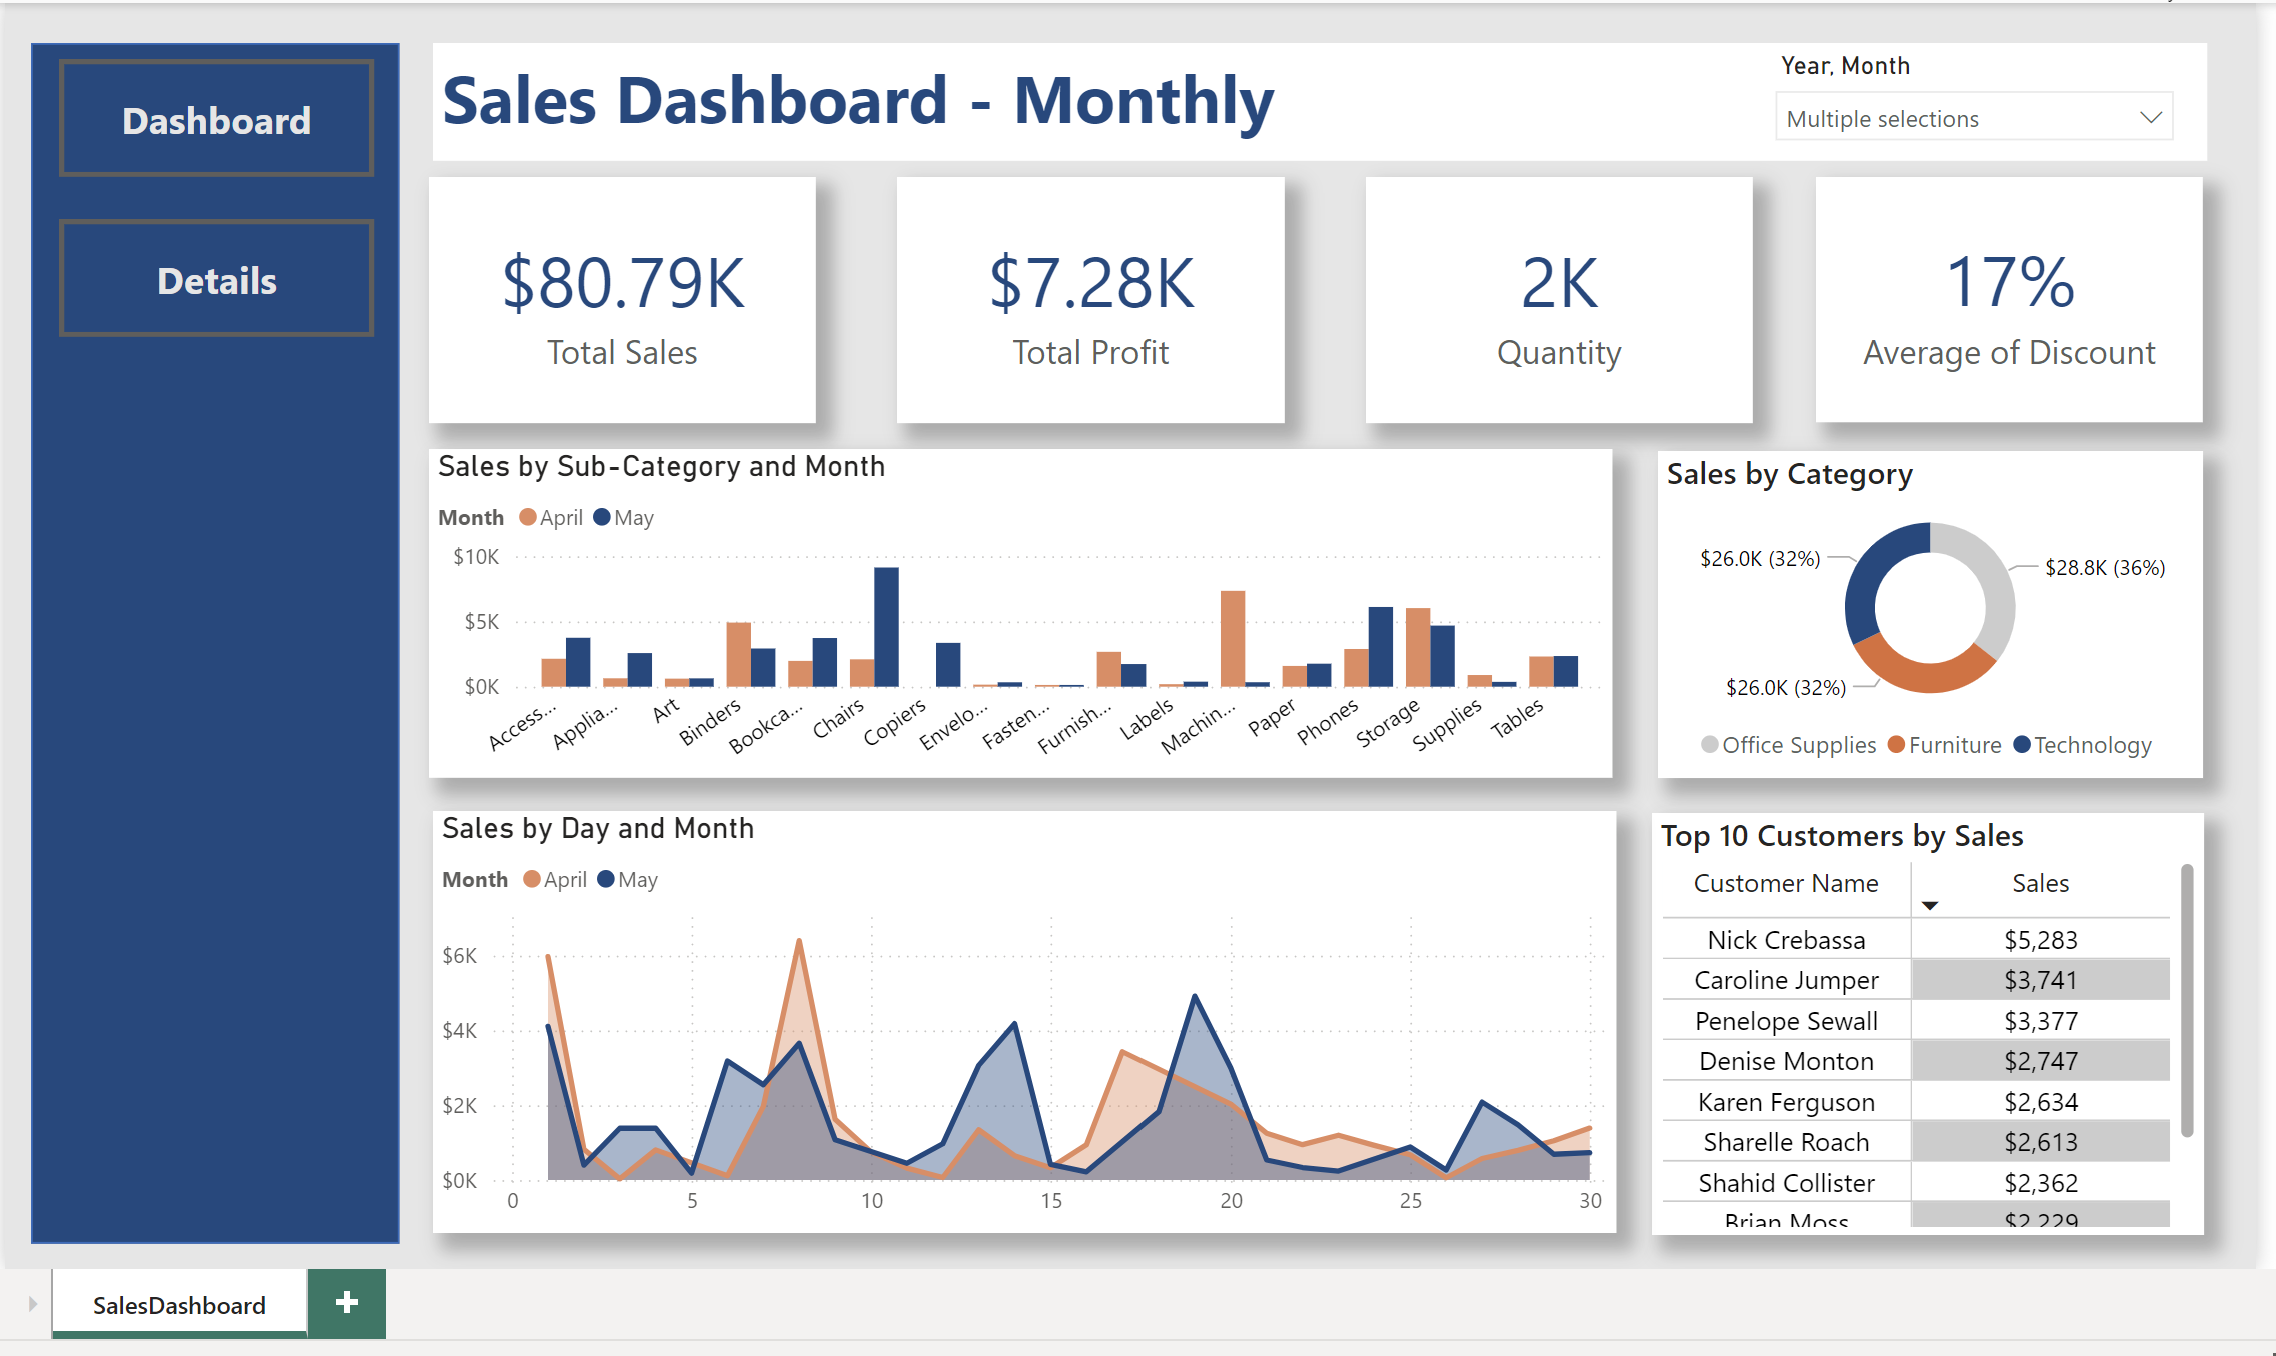 Dashboard
Details
Sales Dashboard - Monthly
Year, Month
Multiple selections
$80.79K
Total Sales
$7.28K
Total Profit
2K
Quantity
17%
Average of Discount
Sales by Sub-Category and Month
Month April May
$10K
$5K
$0K
Access... Applia... Art Binders Bookca... Chairs Copiers Envelo... Fasten... Furnish... Labels Machin... Paper Phones Storage Supplies Tables
Sales by Category
$26.0K (32%)
$28.8K (36%)
$26.0K (32%)
Office Supplies Furniture Technology
Sales by Day and Month
Month April May
$6K
$4K
$2K
$0K
0 5 10 15 20 25 30
Top 10 Customers by Sales
Customer Name Sales
Nick Crebassa $5,283
Caroline Jumper $3,741
Penelope Sewall $3,377
Denise Monton $2,747
Karen Ferguson $2,634
Sharelle Roach $2,613
Shahid Collister $2,362
Brian Moss $2,229
SalesDashboard